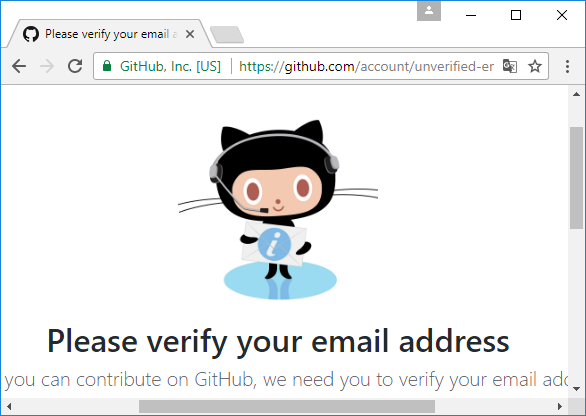 Please verify your email a
GitHub, Inc. [US] https://github.com/account/unverified-em
i
Please verify your email address
you can contribute on GitHub, we need you to verify your email add